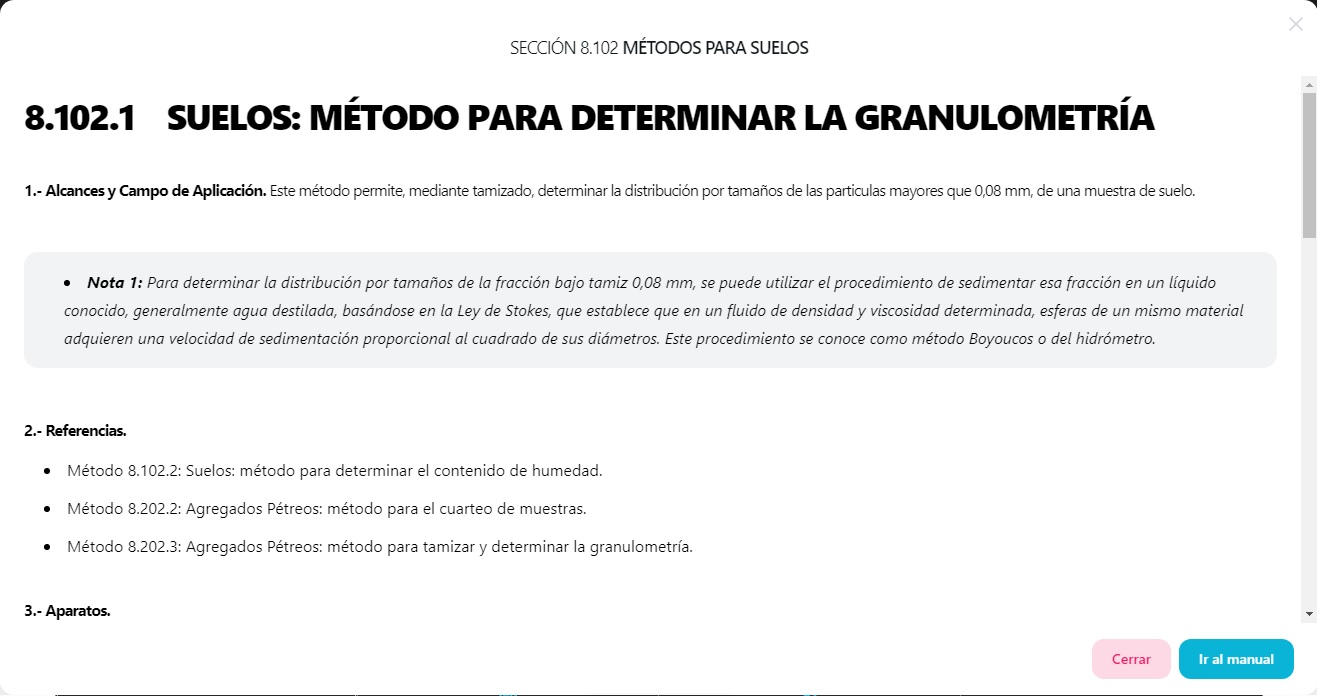 SECCIÓN 8.102 MÉTODOS PARA SUELOS
8.102.1 SUELOS: MÉTODO PARA DETERMINAR LA GRANULOMETRÍA
1.- Alcances y Campo de Aplicación. Este método permite, mediante tamizado, determinar la distribución por tamaños de las particulas mayores que 0,08 mm, de una muestra de suelo.
• Nota 1: Para determinar la distribución por tamaños de la fracción bajo tamiz 0,08 mm, se puede utilizar el procedimiento de sedimentar esa fracción en un líquido
conocido, generalmente agua destilada, basándose en la Ley de Stokes, que establece que en un fluido de densidad y viscosidad determinada, esferas de un mismo material
adquieren una velocidad de sedimentación proporcional al cuadrado de sus diámetros. Este procedimiento se conoce como método Boyoucos o del hidrómetro.
2.- Referencias.
• Método 8.102.2: Suelos: método para determinar el contenido de humedad.
• Método 8.202.2: Agregados Pétreos: método para el cuarteo de muestras.
• Método 8.202.3: Agregados Pétreos: método para tamizar y determinar la granulometría.
3.- Aparatos.
Cerrar
Ir al manual